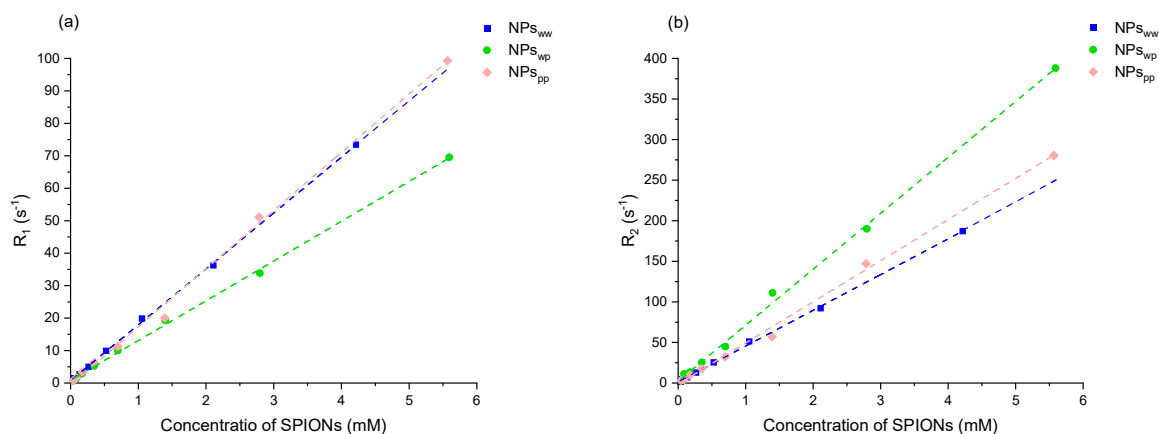 (a)
NPsww
NPswp
NPspp
100
90
80
70
60
50
40
30
20
10
0
R1 (s-1)
0
1
2
3
4
5
6
Concentratio of SPIONs (mM)
(b)
NPsww
NPswp
NPspp
400
350
300
250
200
150
100
50
0
R2 (s-1)
0
1
2
3
4
5
6
Concentration of SPIONs (mM)